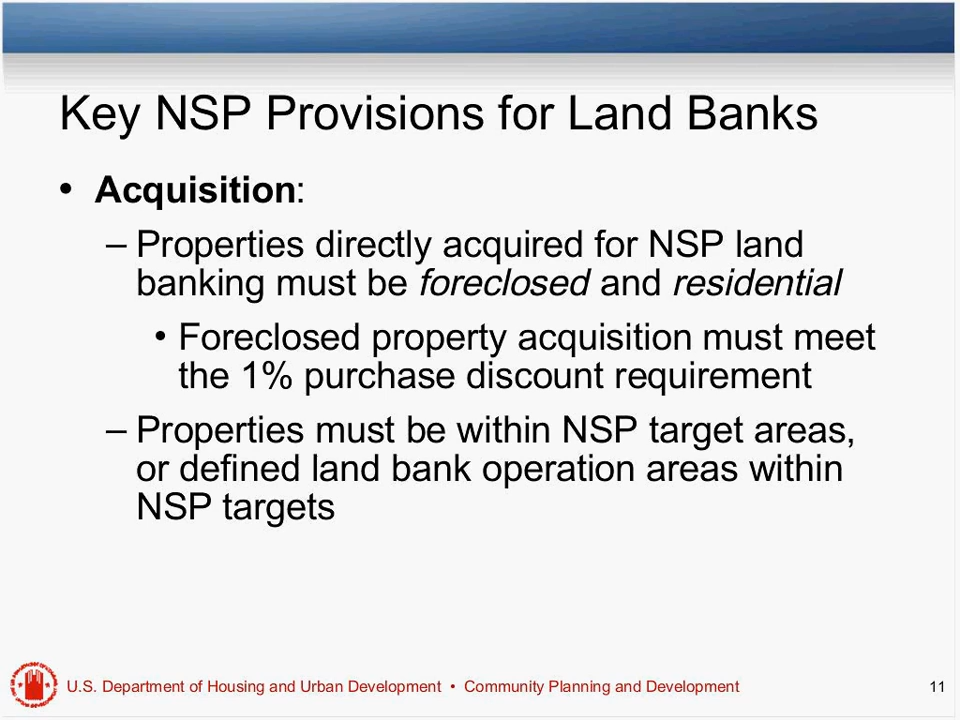 Key NSP Provisions for Land Banks
• Acquisition:
– Properties directly acquired for NSP land
banking must be foreclosed and residential
• Foreclosed property acquisition must meet
the 1% purchase discount requirement
– Properties must be within NSP target areas,
or defined land bank operation areas within
NSP targets
U.S. Department of Housing and Urban Development • Community Planning and Development 11